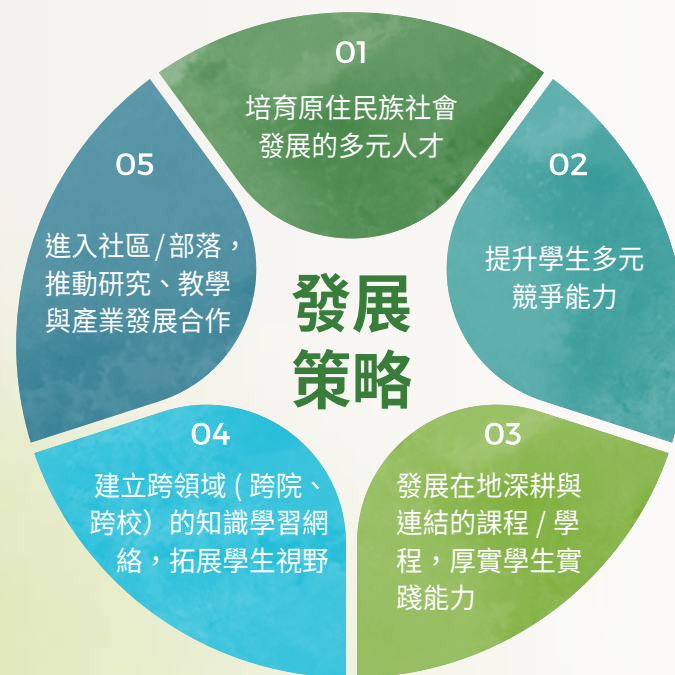 01
培育原住民族社會
發展的多元人才
02
提升學生多元
競爭能力
03
發展在地深耕與
連結的課程 / 學
程，厚實學生實
踐能力
04
建立跨領域 ( 跨院、
跨校）的知識學習網
絡，拓展學生視野
05
進入社區 / 部落，
推動研究、教學
與產業發展合作
發展
策略